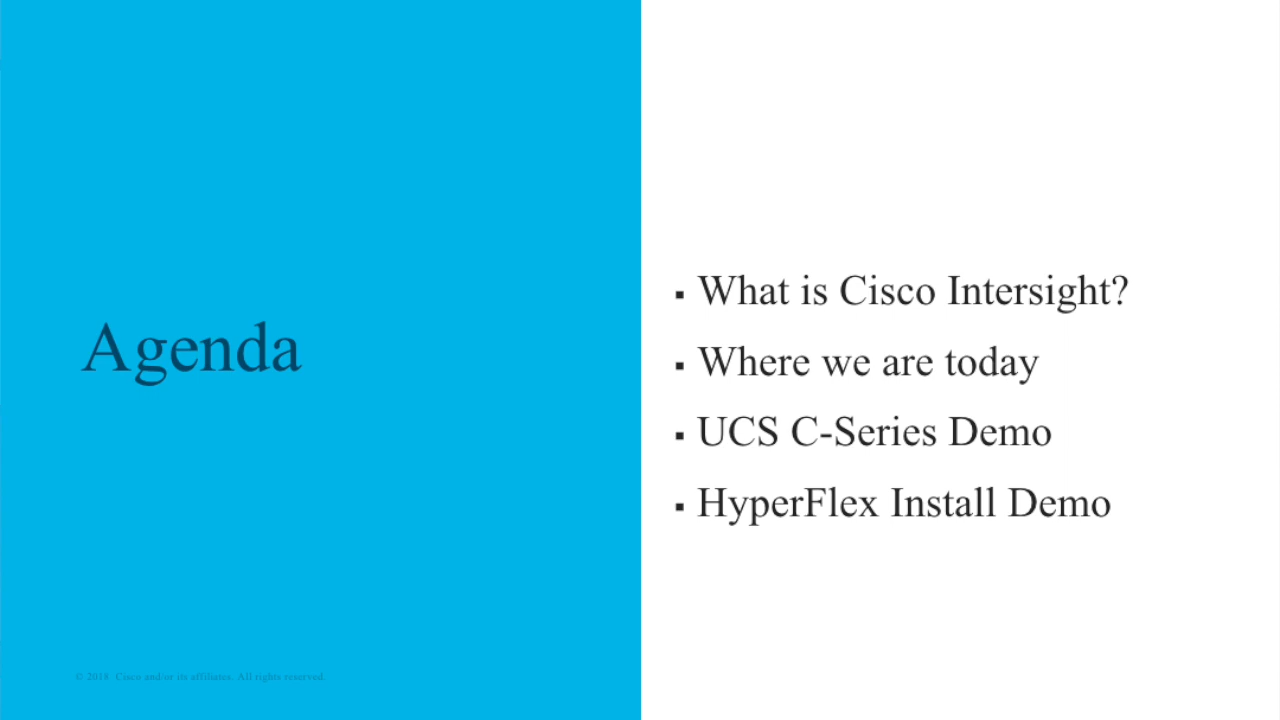 Agenda
▪ What is Cisco Intersight?
▪ Where we are today
▪ UCS C-Series Demo
▪ HyperFlex Install Demo
© 2018 Cisco and/or its affiliates. All rights reserved.